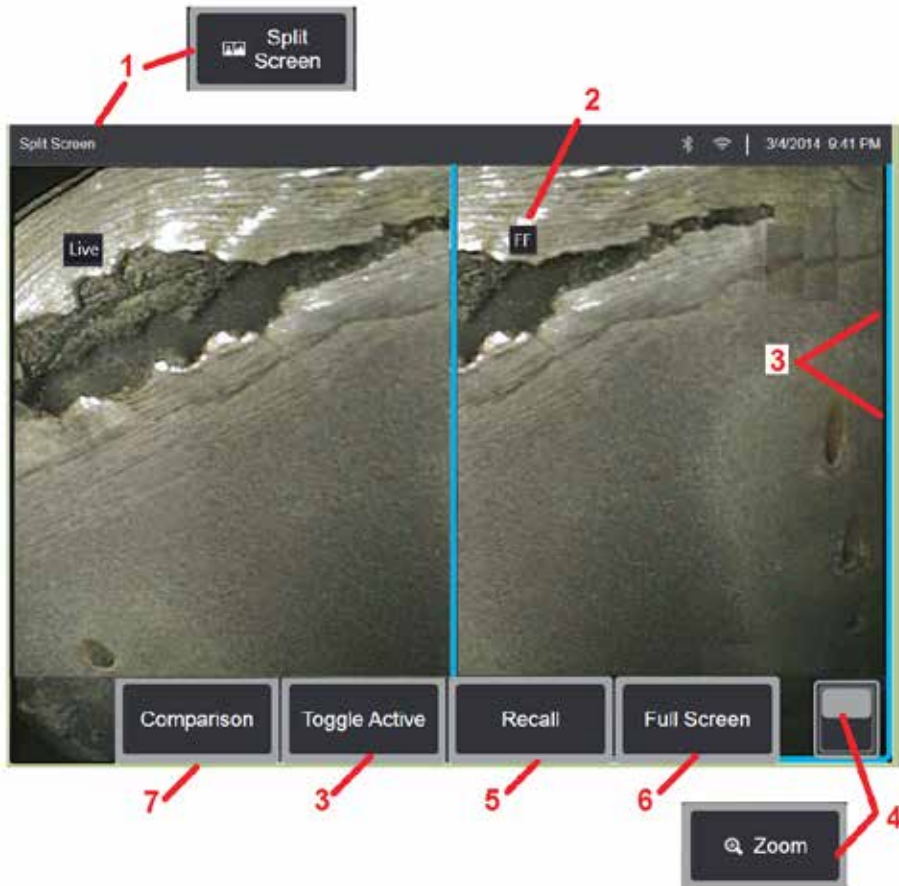 Split
Screen
1
2
Split Screen
3/4/2014 9:41 PM
Live
FF
3
Comparison
Toggle Active
Recall
Full Screen
7
3
5
6
4
Zoom